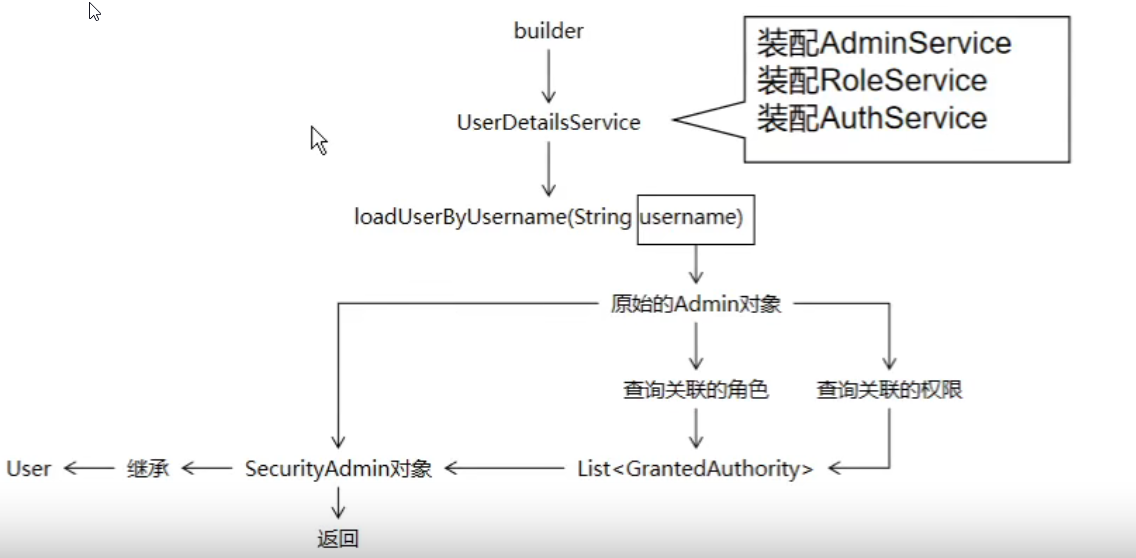 builder
装配AdminService
装配RoleService
装配AuthService
UserDetailsService
loadUserByUsername(String username)
原始的Admin对象
查询关联的角色
查询关联的权限
User
继承
SecurityAdmin对象
List<GrantedAuthority>
返回